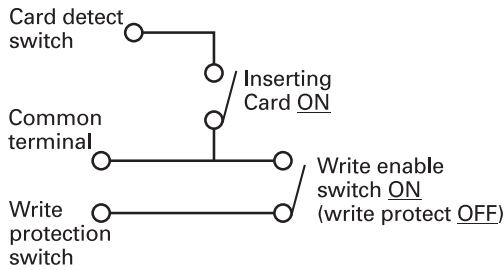 Card detect
switch
Inserting
Card ON
Common
terminal
Write enable
switch ON
(write protect OFF)
Write
protection
switch